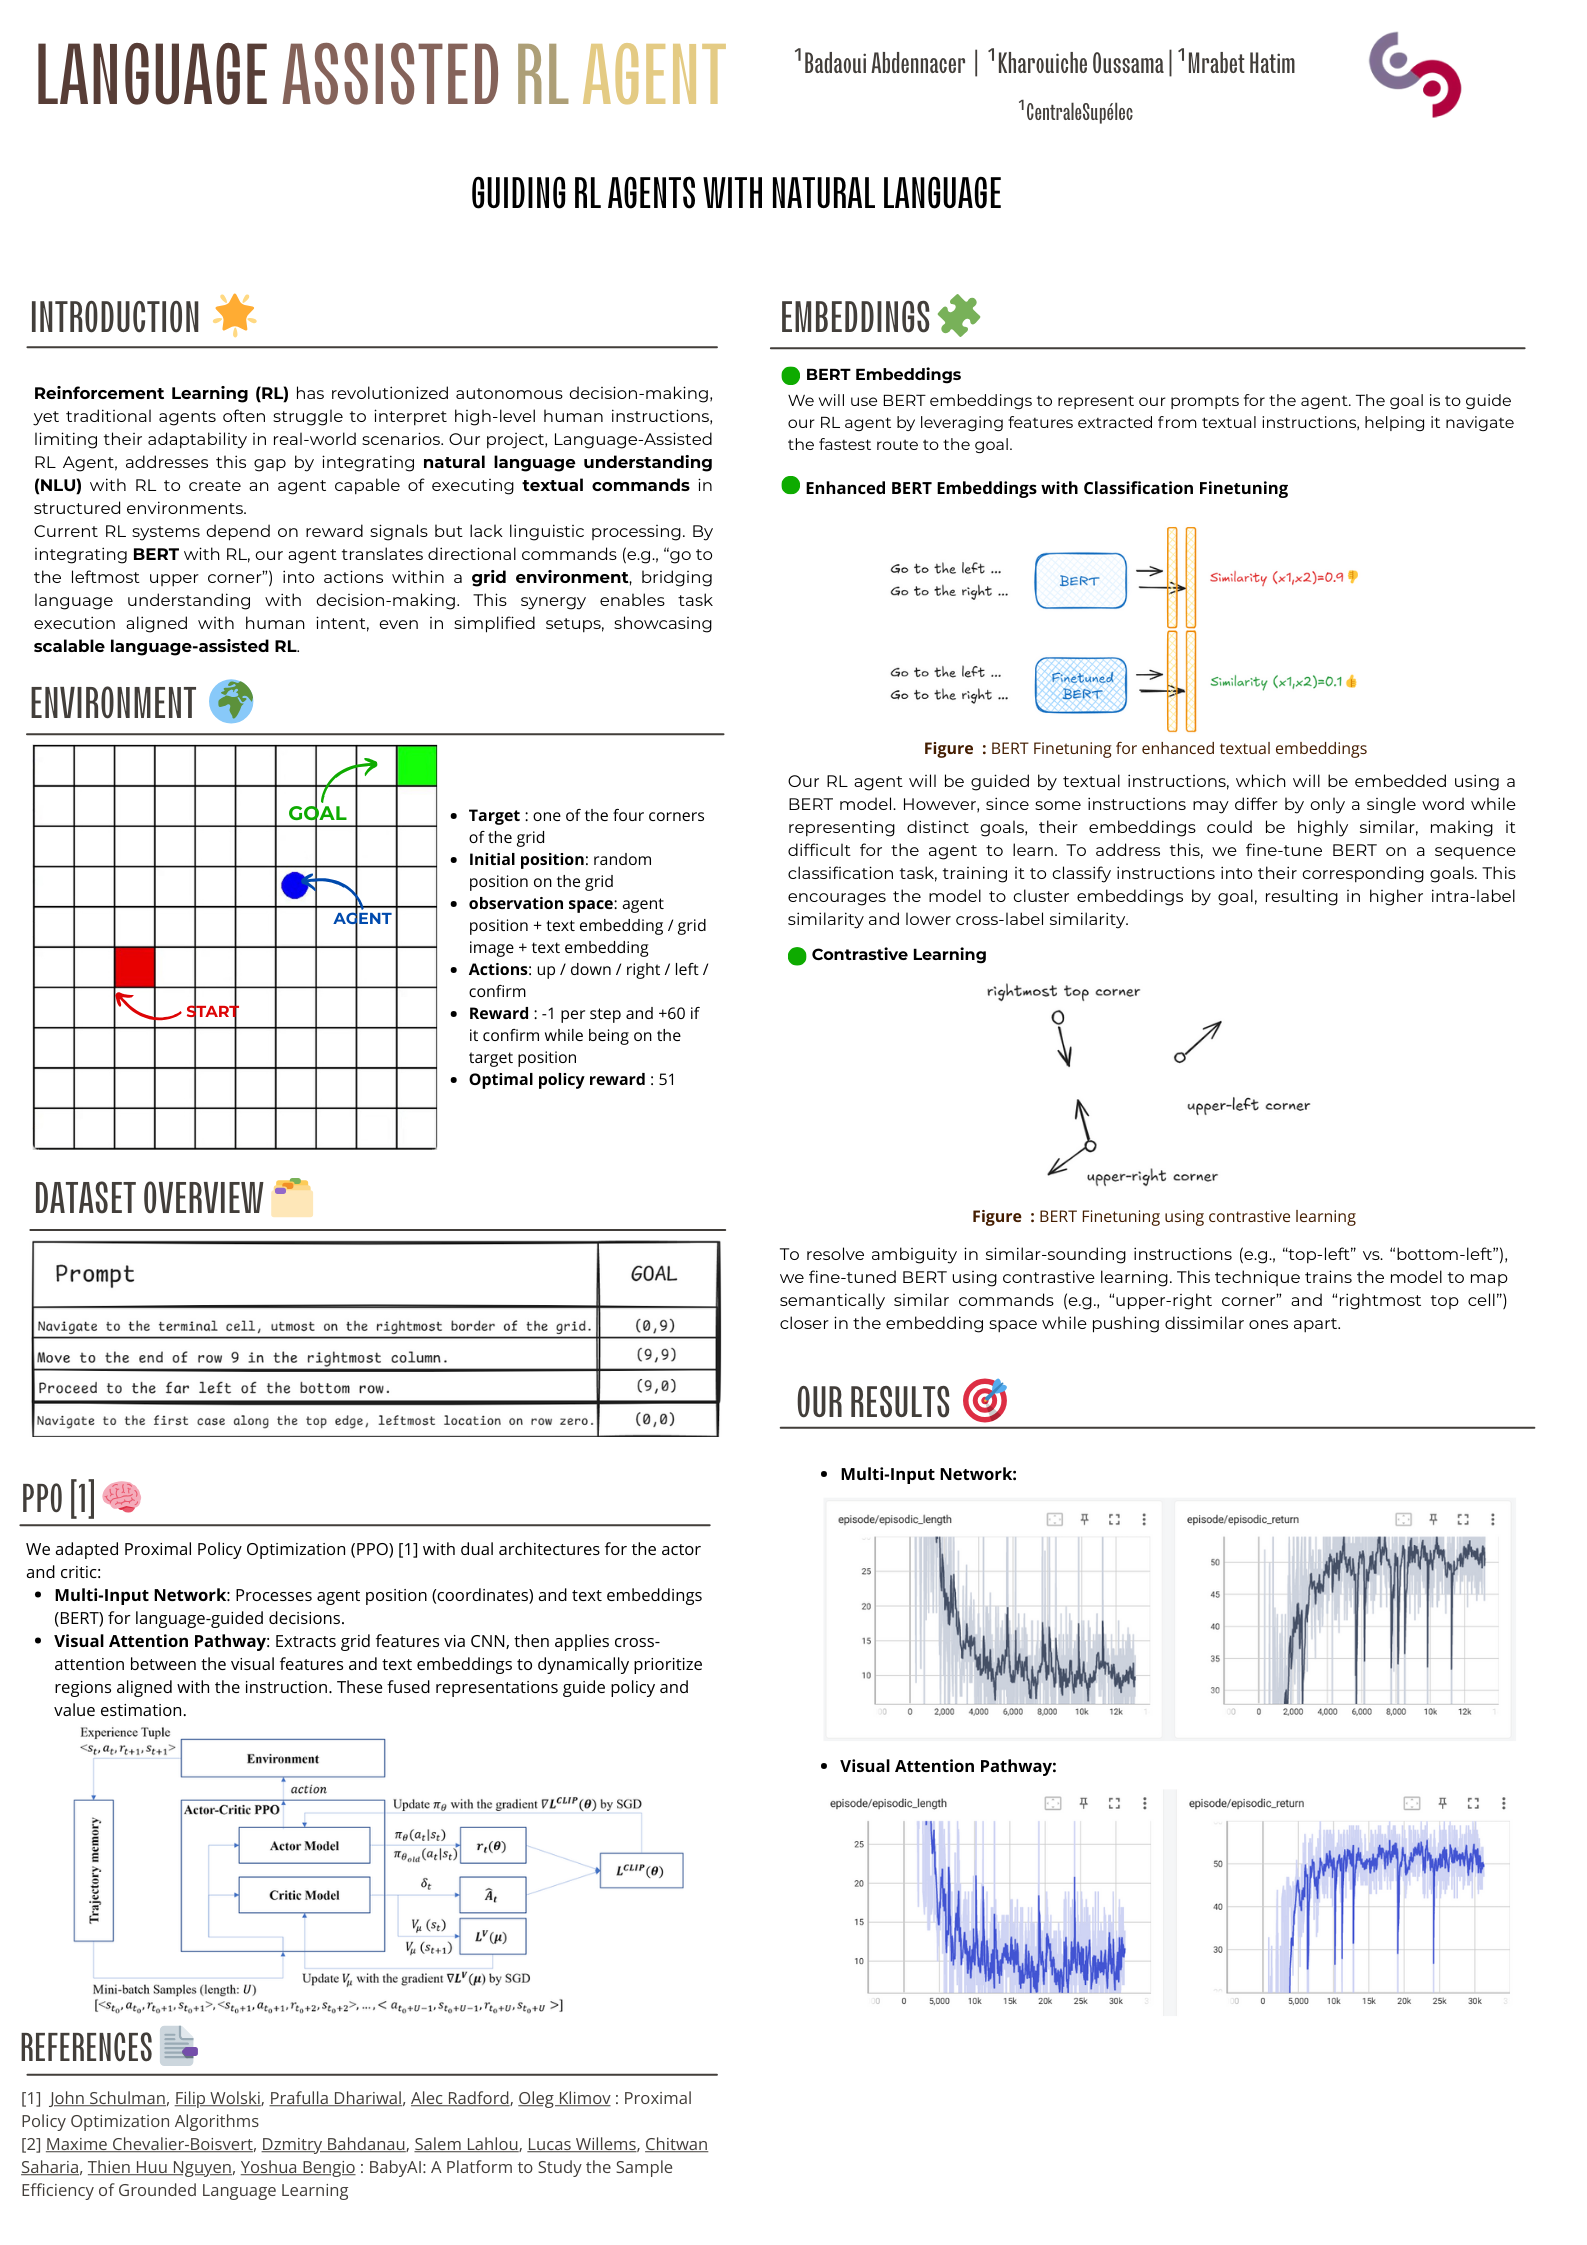 LANGUAGE ASSISTED RL AGENT
¹Badaoui Abdennacer | ¹Kharouiche Oussama | ¹Mrabet Hatim
¹CentraleSupélec
GUIDING RL AGENTS WITH NATURAL LANGUAGE
INTRODUCTION
Reinforcement Learning (RL) has revolutionized autonomous decision-making,
yet traditional agents often struggle to interpret high-level human instructions,
limiting their adaptability in real-world scenarios. Our project, Language-Assisted
RL Agent, addresses this gap by integrating natural language understanding
(NLU) with RL to create an agent capable of executing textual commands in
structured environments.
Current RL systems depend on reward signals but lack linguistic processing. By
integrating BERT with RL, our agent translates directional commands (e.g., “go to
the leftmost upper corner”) into actions within a grid environment, bridging
language understanding with decision-making. This synergy enables task
execution aligned with human intent, even in simplified setups, showcasing
scalable language-assisted RL.
ENVIRONMENT
GOAL
AGENT
START
• Target : one of the four corners
of the grid
• Initial position: random
position on the grid
• observation space: agent
position + text embedding / grid
image + text embedding
• Actions: up / down / right / left /
confirm
• Reward : -1 per step and +60 if
it confirm while being on the
target position
• Optimal policy reward : 51
DATASET OVERVIEW
Prompt GOAL
Navigate to the terminal cell, utmost on the rightmost border of the grid. (0,9)
Move to the end of row 9 in the rightmost column. (9,9)
Proceed to the far left of the bottom row. (9,0)
Navigate to the first case along the top edge, leftmost location on row zero. (0,0)
PPO [1]
We adapted Proximal Policy Optimization (PPO) [1] with dual architectures for the actor
and critic:
• Multi-Input Network: Processes agent position (coordinates) and text embeddings
(BERT) for language-guided decisions.
• Visual Attention Pathway: Extracts grid features via CNN, then applies cross-
attention between the visual features and text embeddings to dynamically prioritize
regions aligned with the instruction. These fused representations guide policy and
value estimation.
Experience Tuple
<s_t, a_t, r_{t+1}, s_{t+1}>
Environment
action
Actor-Critic PPO
Update π_θ with the gradient ∇L^{CLIP}(θ) by SGD
Trajectory memory
Actor Model
π_θ(a_t|s_t)
π_{θ_old}(a_t|s_t)
r_t(θ)
L^{CLIP}(θ)
Critic Model
δ_t
Â_t
V_μ(s_t)
V_μ(s_{t+1})
L^V(μ)
Update V_μ with the gradient ∇L^V(μ) by SGD
Mini-batch Samples (length: U)
[<s_{t_0}, a_{t_0}, r_{t_0+1}, s_{t_0+1}>, <s_{t_0+1}, a_{t_0+1}, r_{t_0+2}, s_{t_0+2}>, ..., < a_{t_0+U-1}, s_{t_0+U-1}, r_{t_0+U}, s_{t_0+U} >]
REFERENCES
[1] John Schulman, Filip Wolski, Prafulla Dhariwal, Alec Radford, Oleg Klimov : Proximal
Policy Optimization Algorithms
[2] Maxime Chevalier-Boisvert, Dzmitry Bahdanau, Salem Lahlou, Lucas Willems, Chitwan
Saharia, Thien Huu Nguyen, Yoshua Bengio : BabyAI: A Platform to Study the Sample
Efficiency of Grounded Language Learning
EMBEDDINGS
BERT Embeddings
We will use BERT embeddings to represent our prompts for the agent. The goal is to guide
our RL agent by leveraging features extracted from textual instructions, helping it navigate
the fastest route to the goal.
Enhanced BERT Embeddings with Classification Finetuning
Go to the left ...
Go to the right ...
BERT
Similarity (x1,x2)=0.9
Go to the left ...
Go to the right ...
Finetuned
BERT
Similarity (x1,x2)=0.1
Figure : BERT Finetuning for enhanced textual embeddings
Our RL agent will be guided by textual instructions, which will be embedded using a
BERT model. However, since some instructions may differ by only a single word while
representing distinct goals, their embeddings could be highly similar, making it
difficult for the agent to learn. To address this, we fine-tune BERT on a sequence
classification task, training it to classify instructions into their corresponding goals. This
encourages the model to cluster embeddings by goal, resulting in higher intra-label
similarity and lower cross-label similarity.
Contrastive Learning
rightmost top corner
upper-left corner
upper-right corner
Figure : BERT Finetuning using contrastive learning
To resolve ambiguity in similar-sounding instructions (e.g., “top-left” vs. “bottom-left”),
we fine-tuned BERT using contrastive learning. This technique trains the model to map
semantically similar commands (e.g., “upper-right corner” and “rightmost top cell”)
closer in the embedding space while pushing dissimilar ones apart.
OUR RESULTS
• Multi-Input Network:
episode/episodic_length
25
20
15
10
0 2,000 4,000 6,000 8,000 10k 12k
episode/episodic_return
50
45
40
35
30
0 2,000 4,000 6,000 8,000 10k 12k
• Visual Attention Pathway:
episode/episodic_length
25
20
15
10
0 5,000 10k 15k 20k 25k 30k
episode/episodic_return
50
40
30
0 5,000 10k 15k 20k 25k 30k